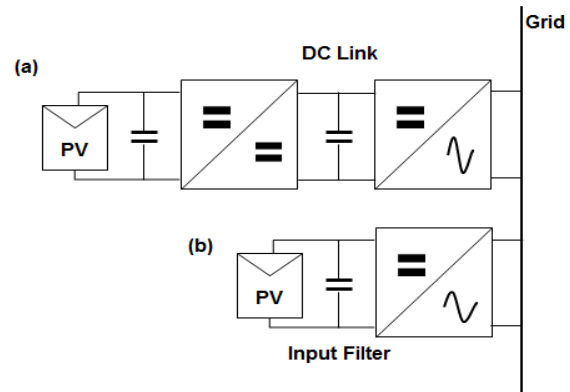 Grid
DC Link
(a)
PV
(b)
PV
Input Filter